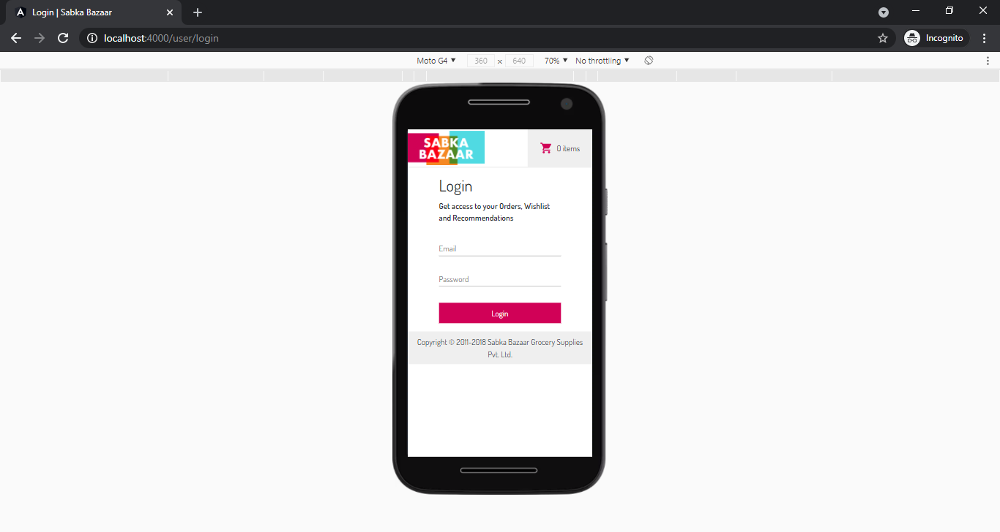 Login | Sabka Bazaar
localhost:4000/user/login
Incognito
Moto G4 ▼ 360 x 640 70% ▼ No throttling ▼
SABKA
BAZAAR
0 items
Login
Get access to your Orders, Wishlist
and Recommendations
Email
Password
Login
Copyright © 2011-2018 Sabka Bazaar Grocery Supplies
Pvt. Ltd.